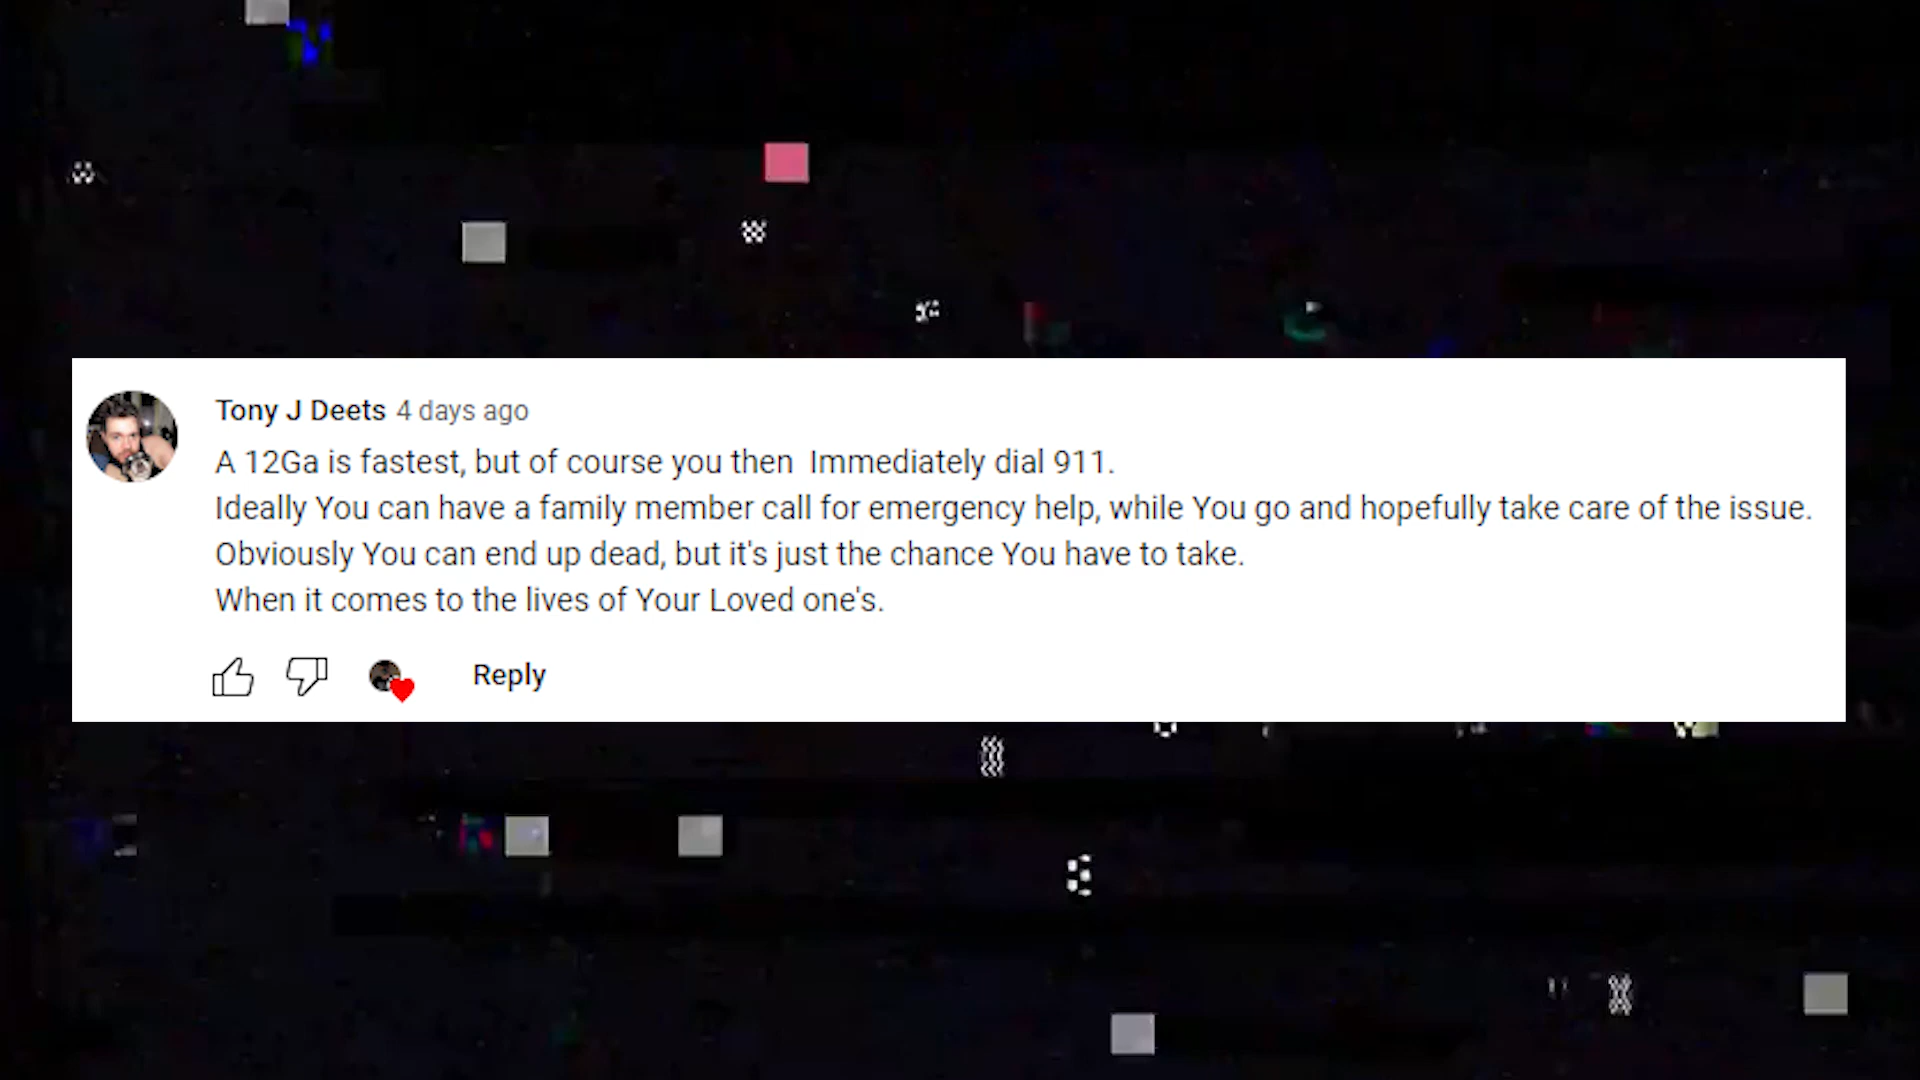 Tony J Deets 4 days ago
A 12Ga is fastest, but of course you then  Immediately dial 911.
Ideally You can have a family member call for emergency help, while You go and hopefully take care of the issue.
Obviously You can end up dead, but it's just the chance You have to take.
When it comes to the lives of Your Loved one's.
Reply